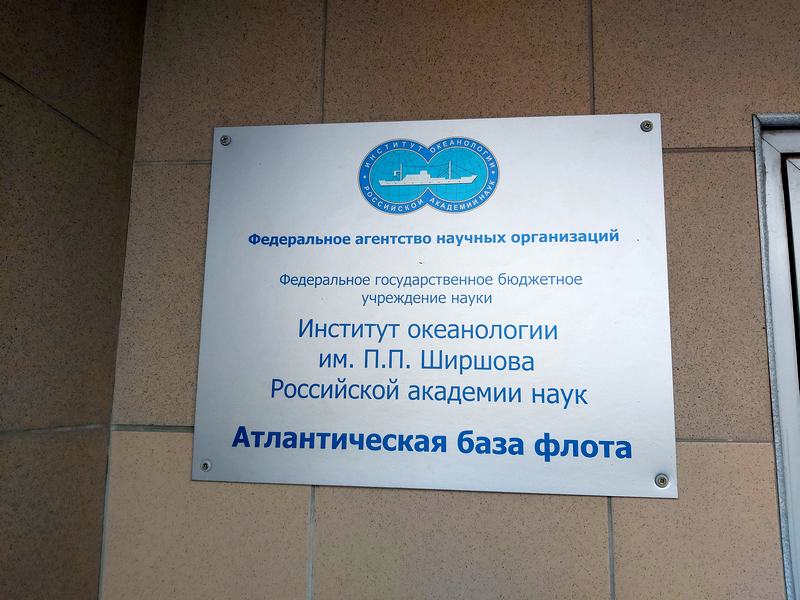 ИНСТИТУТ ОКЕАНОЛОГИИ
РОССИЙСКОЙ АКАДЕМИИ НАУК
Федеральное агентство научных организаций
Федеральное государственное бюджетное
учреждение науки
Институт океанологии
им. П.П. Ширшова
Российской академии наук
Атлантическая база флота